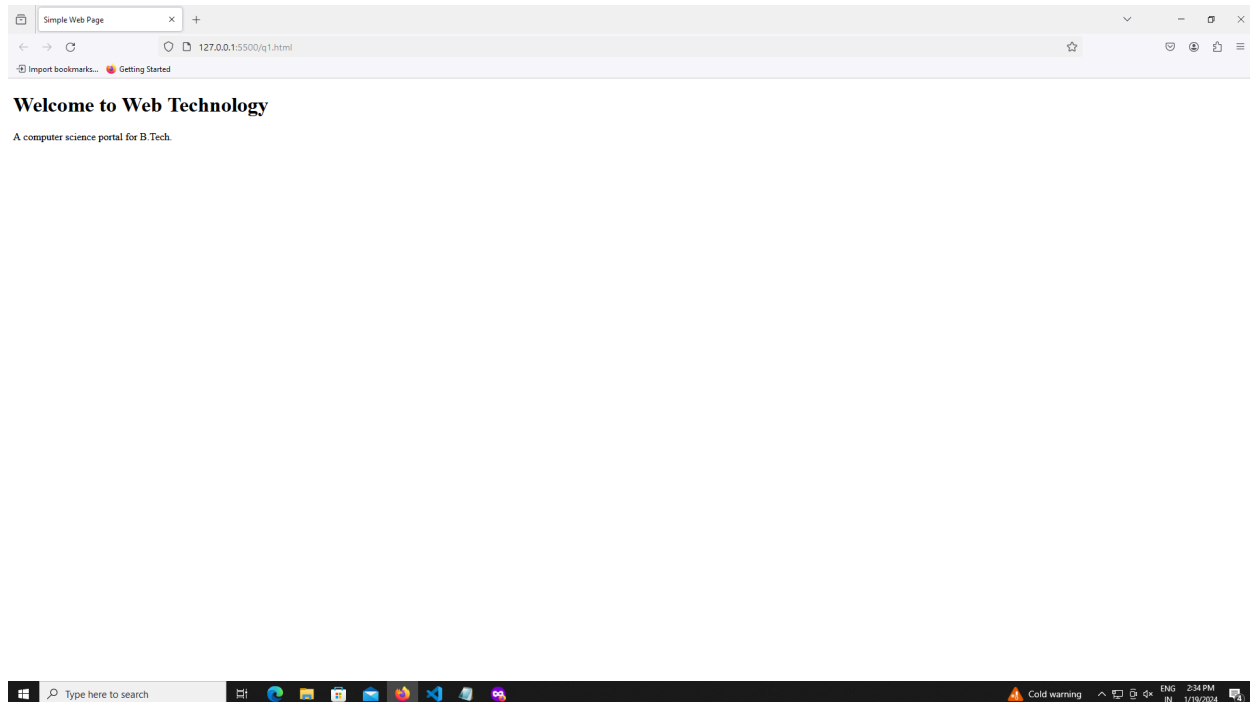 Simple Web Page
127.0.0.1:5500/q1.html
Import bookmarks... Getting Started
Welcome to Web Technology
A computer science portal for B.Tech.
Type here to search
Cold warning
ENG 2:34 PM
IN 1/19/2024
4